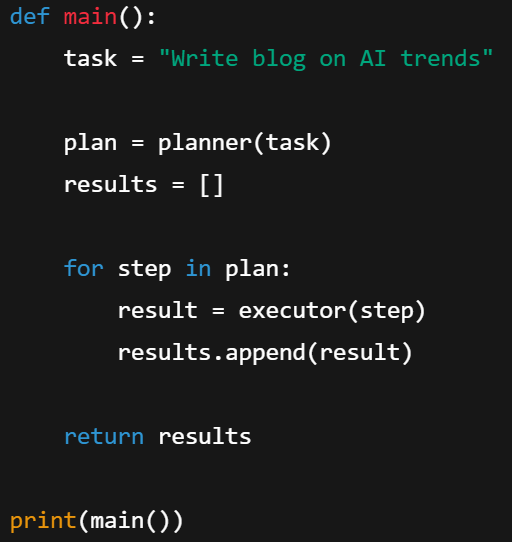 def main():
    task = "Write blog on AI trends"

    plan = planner(task)
    results = []

    for step in plan:
        result = executor(step)
        results.append(result)

    return results

print(main())